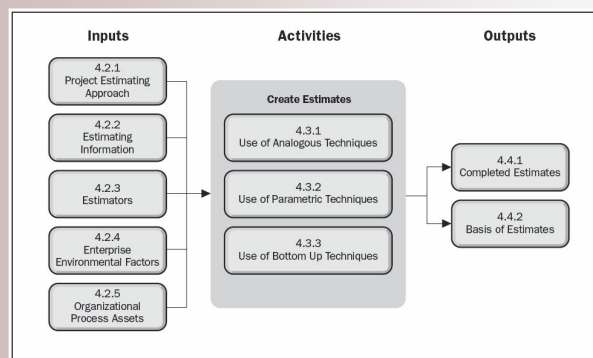 Inputs
Activities
Outputs
4.2.1
Project Estimating
Approach
4.2.2
Estimating
Information
4.2.3
Estimators
4.2.4
Enterprise
Environmental Factors
4.2.5
Organizational
Process Assets
Create Estimates
4.3.1
Use of Analogous Techniques
4.3.2
Use of Parametric Techniques
4.3.3
Use of Bottom Up Techniques
4.4.1
Completed Estimates
4.4.2
Basis of Estimates